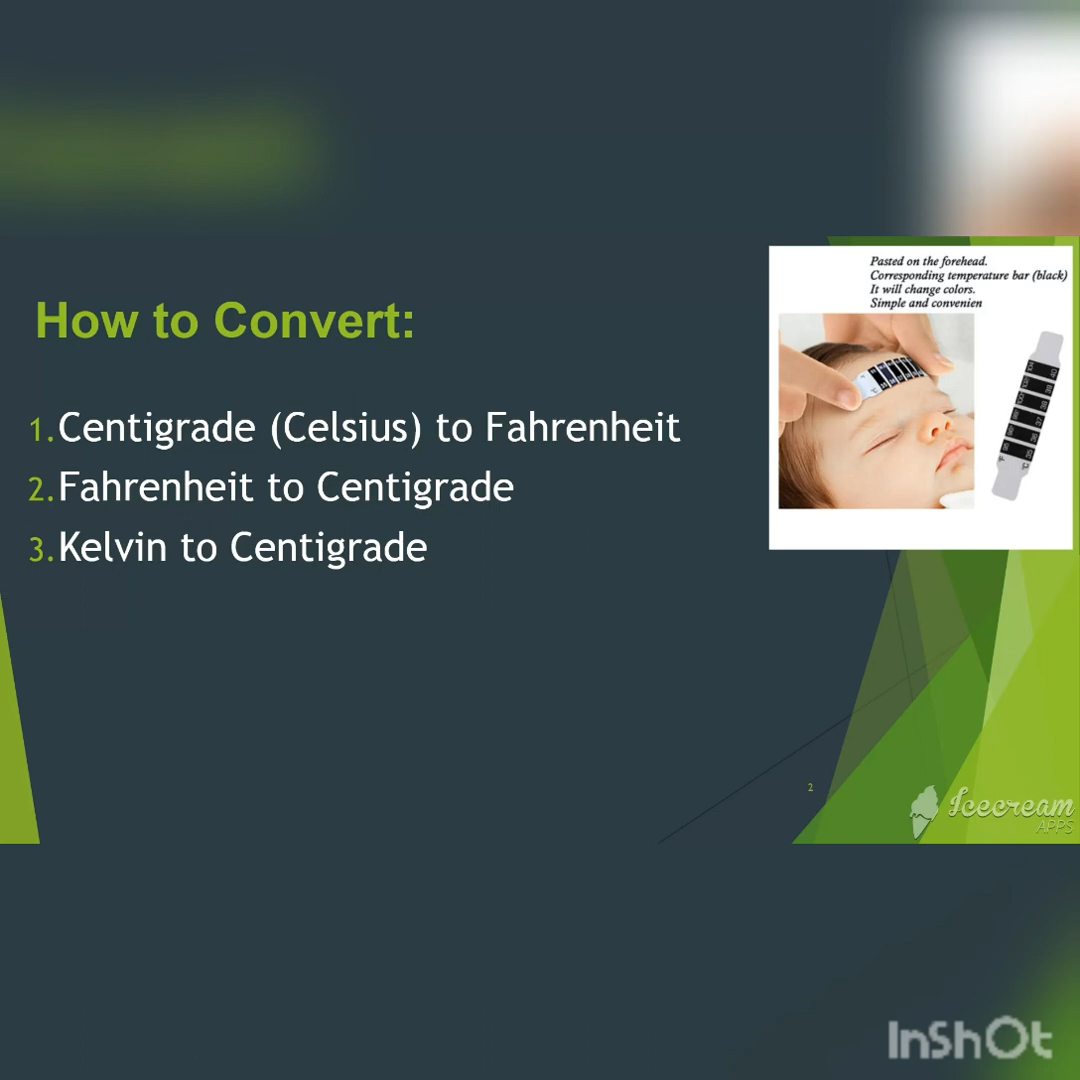 Pasted on the forehead.
Corresponding temperature bar (black)
It will change colors.
Simple and convenien
How to Convert:
1. Centigrade (Celsius) to Fahrenheit
2. Fahrenheit to Centigrade
3. Kelvin to Centigrade
2
Icecream
APPS
InShOt